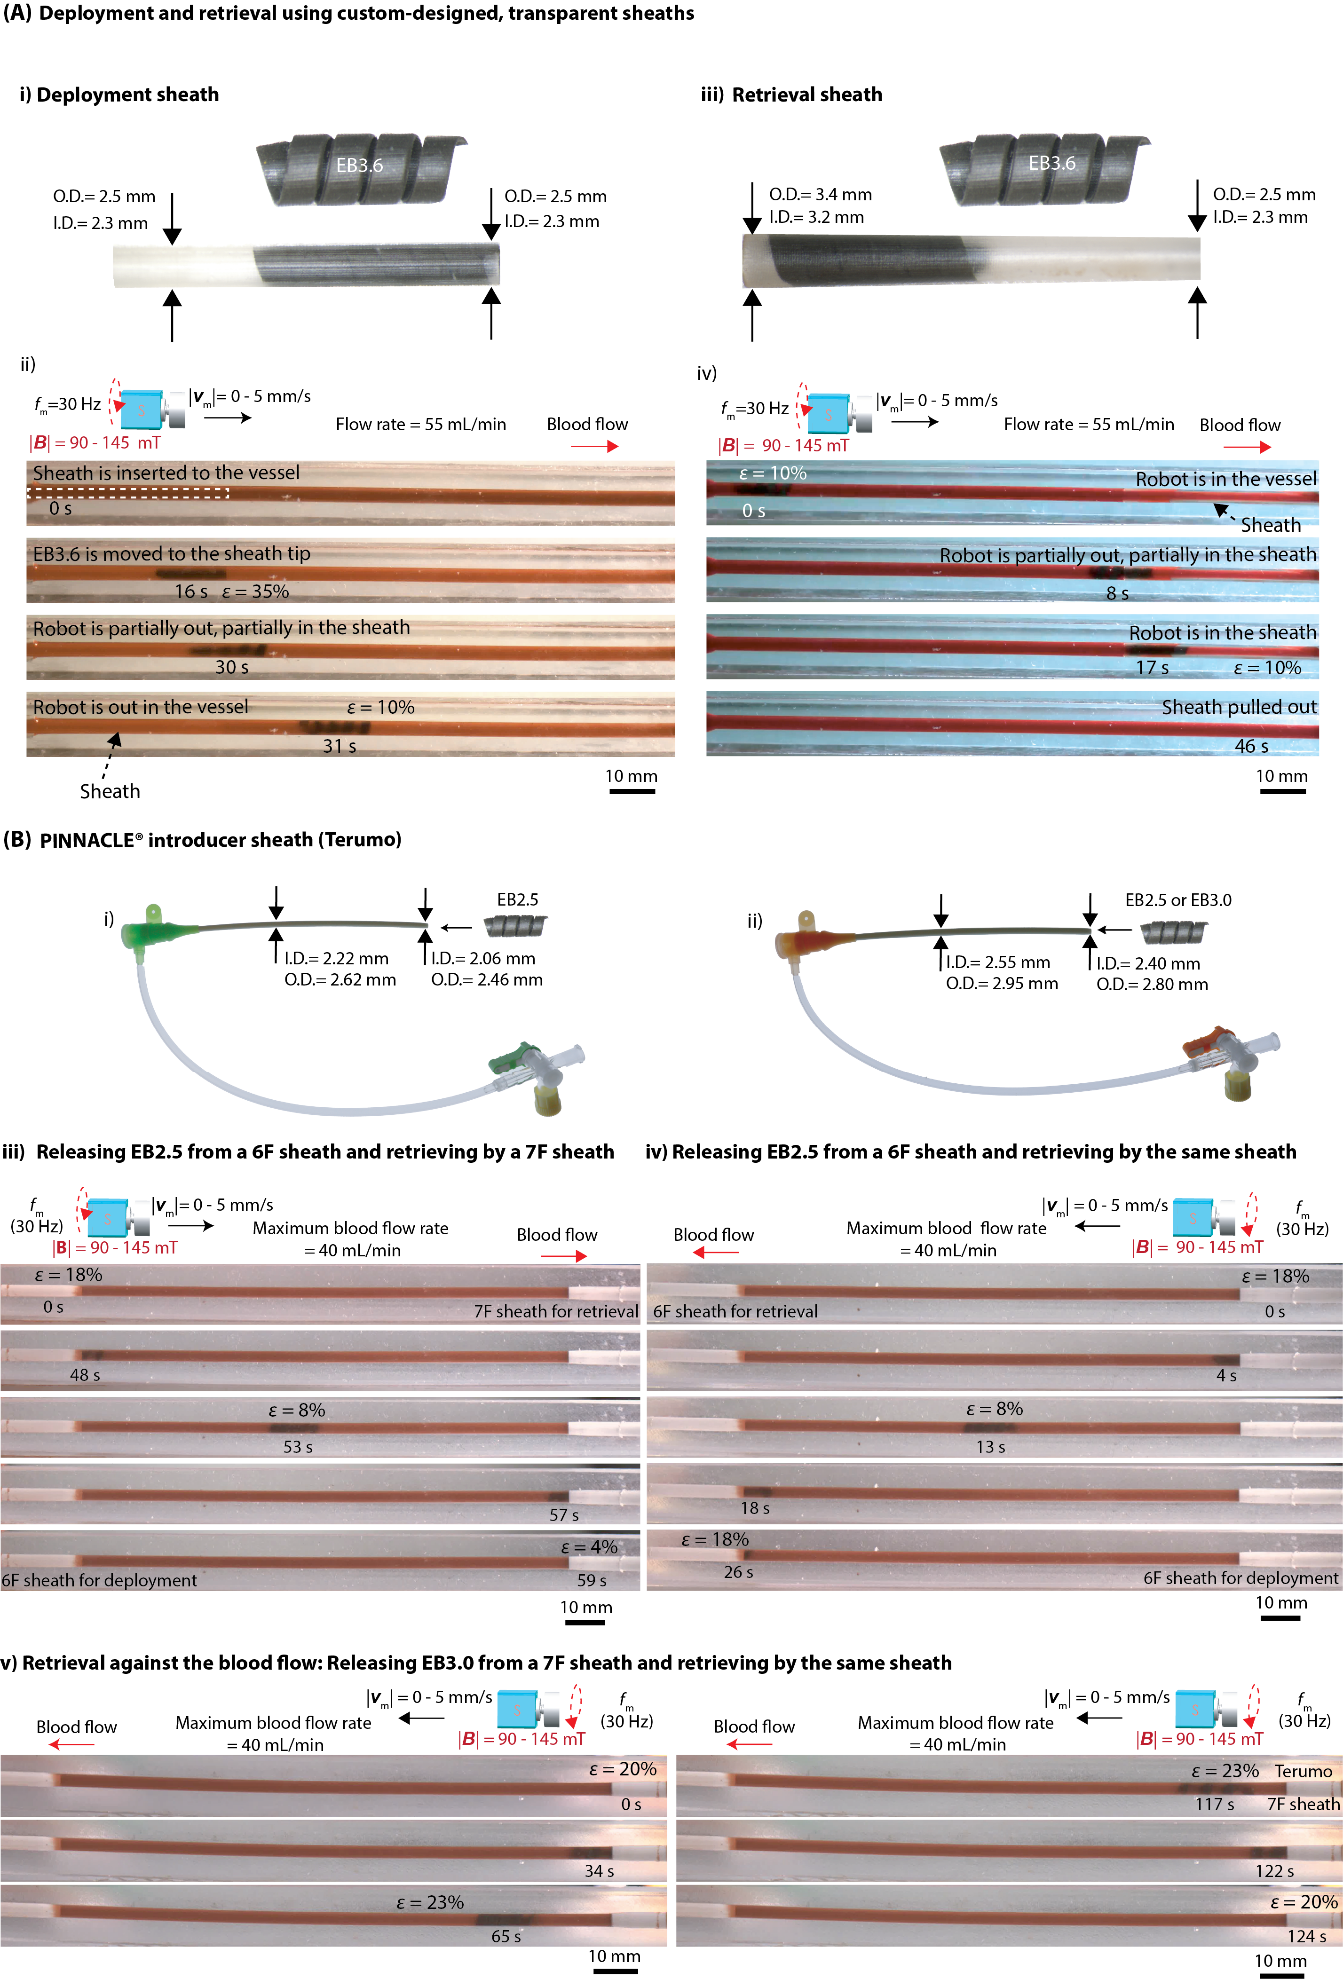 (A) Deployment and retrieval using custom-designed, transparent sheaths
i) Deployment sheath
EB3.6
O.D.= 2.5 mm
I.D.= 2.3 mm
O.D.= 2.5 mm
I.D.= 2.3 mm
iii) Retrieval sheath
EB3.6
O.D.= 3.4 mm
I.D.= 3.2 mm
O.D.= 2.5 mm
I.D.= 2.3 mm
ii)
fm=30 Hz
S
|vm|= 0 - 5 mm/s
|B| = 90 - 145 mT
Flow rate = 55 mL/min
Blood flow
Sheath is inserted to the vessel
0 s
EB3.6 is moved to the sheath tip
16 s ε = 35%
Robot is partially out, partially in the sheath
30 s
Robot is out in the vessel
ε = 10%
31 s
Sheath
10 mm
iv)
fm=30 Hz
S
|vm|= 0 - 5 mm/s
|B| = 90 - 145 mT
Flow rate = 55 mL/min
Blood flow
ε = 10%
Robot is in the vessel
0 s
Sheath
Robot is partially out, partially in the sheath
8 s
Robot is in the sheath
17 s
ε = 10%
Sheath pulled out
46 s
10 mm
(B) PINNACLE® introducer sheath (Terumo)
i)
EB2.5
I.D.= 2.22 mm
O.D.= 2.62 mm
I.D.= 2.06 mm
O.D.= 2.46 mm
ii)
EB2.5 or EB3.0
I.D.= 2.55 mm
O.D.= 2.95 mm
I.D.= 2.40 mm
O.D.= 2.80 mm
iii) Releasing EB2.5 from a 6F sheath and retrieving by a 7F sheath
fm
(30 Hz)
S
|vm|= 0 - 5 mm/s
|B| = 90 - 145 mT
Maximum blood flow rate
= 40 mL/min
Blood flow
ε = 18%
0 s
7F sheath for retrieval
48 s
ε = 8%
53 s
57 s
ε = 4%
6F sheath for deployment
59 s
10 mm
iv) Releasing EB2.5 from a 6F sheath and retrieving by the same sheath
Blood flow
Maximum blood flow rate
= 40 mL/min
|vm|= 0 - 5 mm/s
S
|B| = 90 - 145 mT
fm
(30 Hz)
ε = 18%
6F sheath for retrieval
0 s
4 s
ε = 8%
13 s
18 s
ε = 18%
26 s
6F sheath for deployment
10 mm
v) Retrieval against the blood flow: Releasing EB3.0 from a 7F sheath and retrieving by the same sheath
Blood flow
Maximum blood flow rate
= 40 mL/min
|vm| = 0 - 5 mm/s
S
|B| = 90 - 145 mT
fm
(30 Hz)
ε = 20%
0 s
34 s
ε = 23%
65 s
10 mm
Blood flow
Maximum blood flow rate
= 40 mL/min
|vm| = 0 - 5 mm/s
S
|B| = 90 - 145 mT
fm
(30 Hz)
ε = 23% Terumo
117 s 7F sheath
122 s
ε = 20%
124 s
10 mm